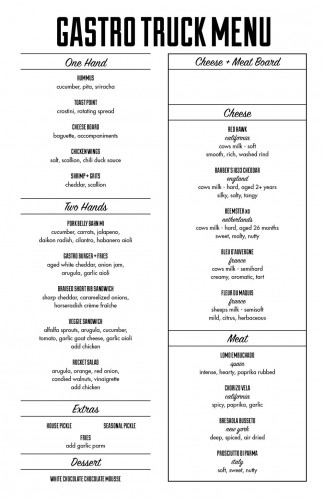 GASTRO TRUCK MENU
One Hand
HUMMUS
cucumber, pita, sriracha
TOAST POINT
crostini, rotating spread
CHEESE BOARD
baguette, accompaniments
CHICKEN WINGS
salt, scallion, chili duck sauce
SHRIMP + GRITS
cheddar, scallion
Two Hands
PORK BELLY BAHN MI
cucumber, carrots, jalapeno,
daikon radish, cilantro, habanero aioli
GASTRO BURGER + FRIES
aged white cheddar, onion jam,
arugula, garlic aioli
BRAISED SHORT RIB SANDWICH
sharp cheddar, caramelized onions,
horseradish crème fraîche
VEGGIE SANDWICH
alfalfa sprouts, arugula, cucumber,
tomato, garlic goat cheese, garlic aioli
add chicken
ROCKET SALAD
arugula, orange, red onion,
candied walnuts, vinaigrette
add chicken
Extras
HOUSE PICKLE SEASONAL PICKLE
FRIES
add garlic parm
Dessert
WHITE CHOCOLATE CHOCOLATE MOUSSE
Cheese + Meat Board
Cheese
RED HAWK
california
cows milk - soft
smooth, rich, washed rind
BARBER'S 1833 CHEDDAR
england
cows milk - hard, aged 2+ years
silky, salty, tangy
REEMSTER XO
netherlands
cows milk - hard, aged 26 months
sweet, malty, nutty
BLEU D'AUVERGNE
france
cows milk - semihard
creamy, aromatic, tart
FLEUR DU MAQUIS
france
sheeps milk - semisoft
mild, citrus, herbaceous
Meat
LOMO EMBUCHADO
spain
intense, hearty, paprika rubbed
CHORIZO VELA
california
spicy, paprika, garlic
BRESAOLA BUSSETO
new york
deep, spiced, air dried
PROSCIUTTO DI PARMA
italy
soft, sweet, nutty